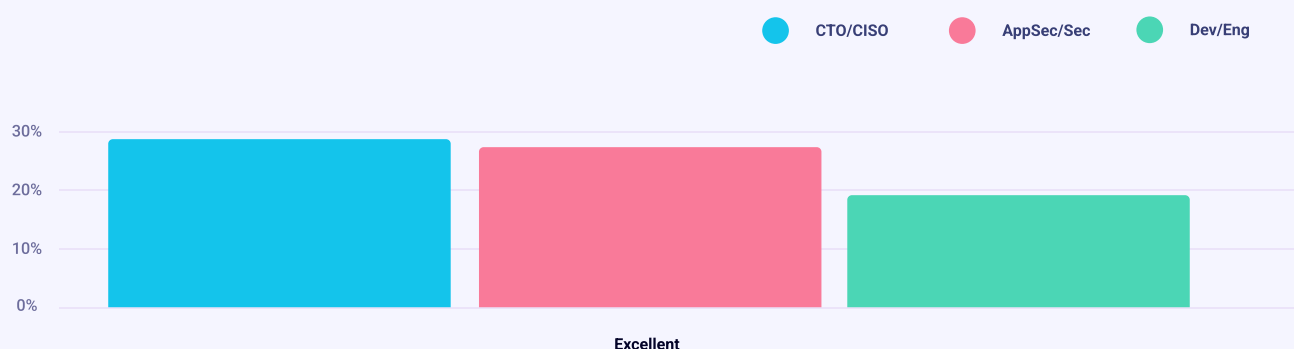 CTO/CISO AppSec/Sec Dev/Eng
30%
20%
10%
0%
Excellent